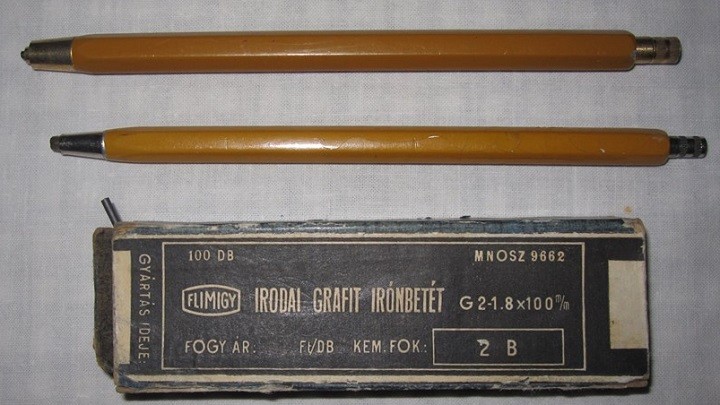 100 DB MNOSZ 9662
FLIMIGY IRODAI GRAFIT IRÓNBETÉT G 2-1.8×100 m/m
FOGY ÁR: Ft/DB KEM. FOK: 2 B
GYÁRTÁS IDEJE: